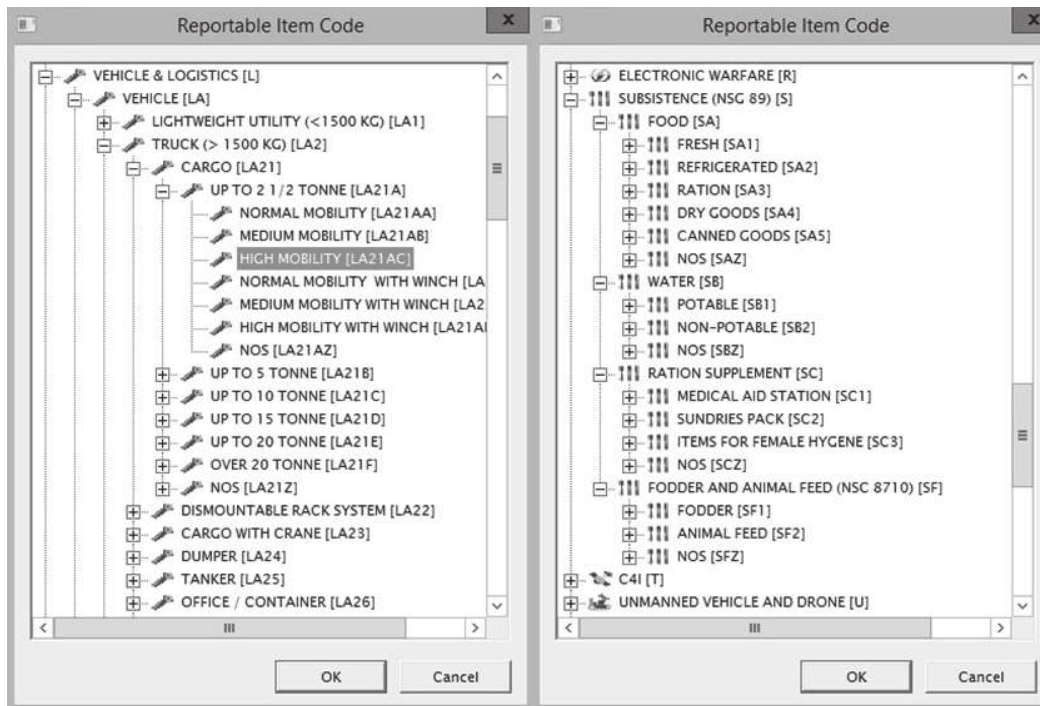 Reportable Item Code
x
VEHICLE & LOGISTICS [L]
VEHICLE [LA]
LIGHTWEIGHT UTILITY (<1500 KG) [LA1]
TRUCK (> 1500 KG) [LA2]
CARGO [LA21]
UP TO 2 1/2 TONNE [LA21A]
NORMAL MOBILITY [LA21AA]
MEDIUM MOBILITY [LA21AB]
HIGH MOBILITY [LA21AC]
NORMAL MOBILITY WITH WINCH [LA
MEDIUM MOBILITY WITH WINCH [LA2
HIGH MOBILITY WITH WINCH [LA21A
NOS [LA21AZ]
UP TO 5 TONNE [LA21B]
UP TO 10 TONNE [LA21C]
UP TO 15 TONNE [LA21D]
UP TO 20 TONNE [LA21E]
OVER 20 TONNE [LA21F]
NOS [LA21Z]
DISMOUNTABLE RACK SYSTEM [LA22]
CARGO WITH CRANE [LA23]
DUMPER [LA24]
TANKER [LA25]
OFFICE / CONTAINER [LA26]
OK Cancel
Reportable Item Code
x
ELECTRONIC WARFARE [R]
SUBSISTENCE (NSG 89) [S]
FOOD [SA]
FRESH [SA1]
REFRIGERATED [SA2]
RATION [SA3]
DRY GOODS [SA4]
CANNED GOODS [SA5]
NOS [SAZ]
WATER [SB]
POTABLE [SB1]
NON-POTABLE [SB2]
NOS [SBZ]
RATION SUPPLEMENT [SC]
MEDICAL AID STATION [SC1]
SUNDRIES PACK [SC2]
ITEMS FOR FEMALE HYGENE [SC3]
NOS [SCZ]
FODDER AND ANIMAL FEED (NSC 8710) [SF]
FODDER [SF1]
ANIMAL FEED [SF2]
NOS [SFZ]
C4I [T]
UNMANNED VEHICLE AND DRONE [U]
OK Cancel